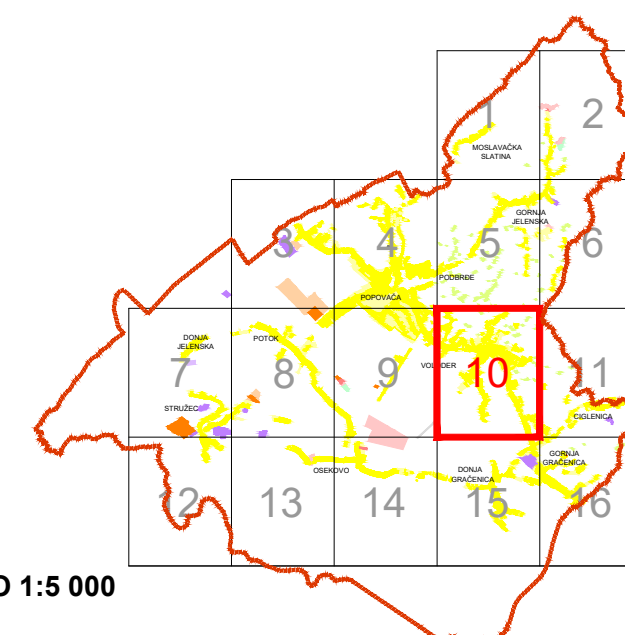 1
2
MOSLAVAČKA
SLATINA
GORNJA
JELENSKA
3
4
5
6
PODBRĐE
POPOVAČA
DONJA
JELENSKA
POTOK
VOLODER
7
8
9
10
11
STRUŽEC
CIGLENICA
OSEKOVO
DONJA
GRAČENICA
GORNJA
GRAČENICA
12
13
14
15
16
O 1:5 000